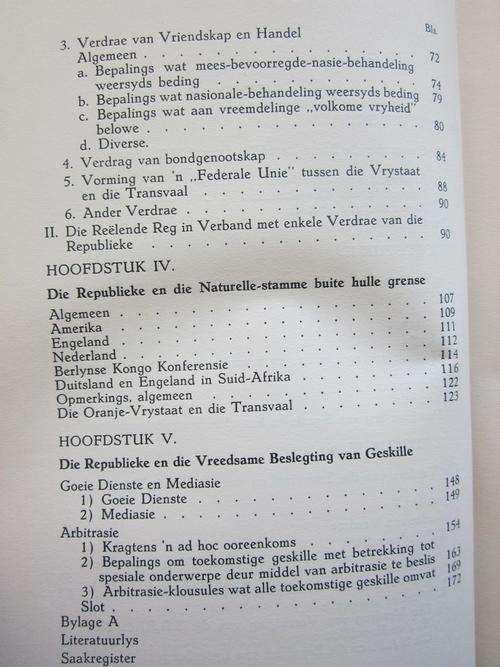 Blz.
3. Verdrae van Vriendskap en Handel
Algemeen . . . . . . . . . . . 72
a. Bepalings wat mees-bevoorregde-nasie-behandeling
weersyds beding . . . . . . . . . 74
b. Bepalings wat nasionale-behandeling weersyds beding 79
c. Bepalings wat aan vreemdelinge „volkome vryheid"
belowe . . . . . . . . . . . 80
d. Diverse.
4. Verdrag van bondgenootskap . . . . . . . 84
5. Vorming van 'n „Federale Unie" tussen die Vrystaat
en die Transvaal . . . . . . . . . 88
6. Ander Verdrae . . . . . . . . . . 90
II. Die Reëlende Reg in Verband met enkele Verdrae van die
Republieke . . . . . . . . . . . 90
HOOFDSTUK IV.
Die Republieke en die Naturelle-stamme buite hulle grense
Algemeen . . . . . . . . . . . . 107
Amerika . . . . . . . . . . . . 109
Engeland . . . . . . . . . . . . 111
Nederland . . . . . . . . . . . . 112
Berlynse Kongo Konferensie . . . . . . . . 114
Duitsland en Engeland in Suid-Afrika . . . . . . 116
Opmerkings, algemeen . . . . . . . . . 122
Die Oranje-Vrystaat en die Transvaal . . . . . . 123
HOOFDSTUK V.
Die Republieke en die Vreedsame Beslegting van Geskille
Goeie Dienste en Mediasie
1) Goeie Dienste . . . . . . . . . . 148
2) Mediasie . . . . . . . . . . . 149
Arbitrasie
1) Kragtens 'n ad hoc ooreenkoms . . . . . . 154
2) Bepalings om toekomstige geskille met betrekking tot
spesiale onderwerpe deur middel van arbitrasie te beslis 163
3) Arbitrasie-klousules wat alle toekomstige geskille omvat 169
Slot . . . . . . . . . . . . . 172
Bylage A
Literatuurlys
Saakregister